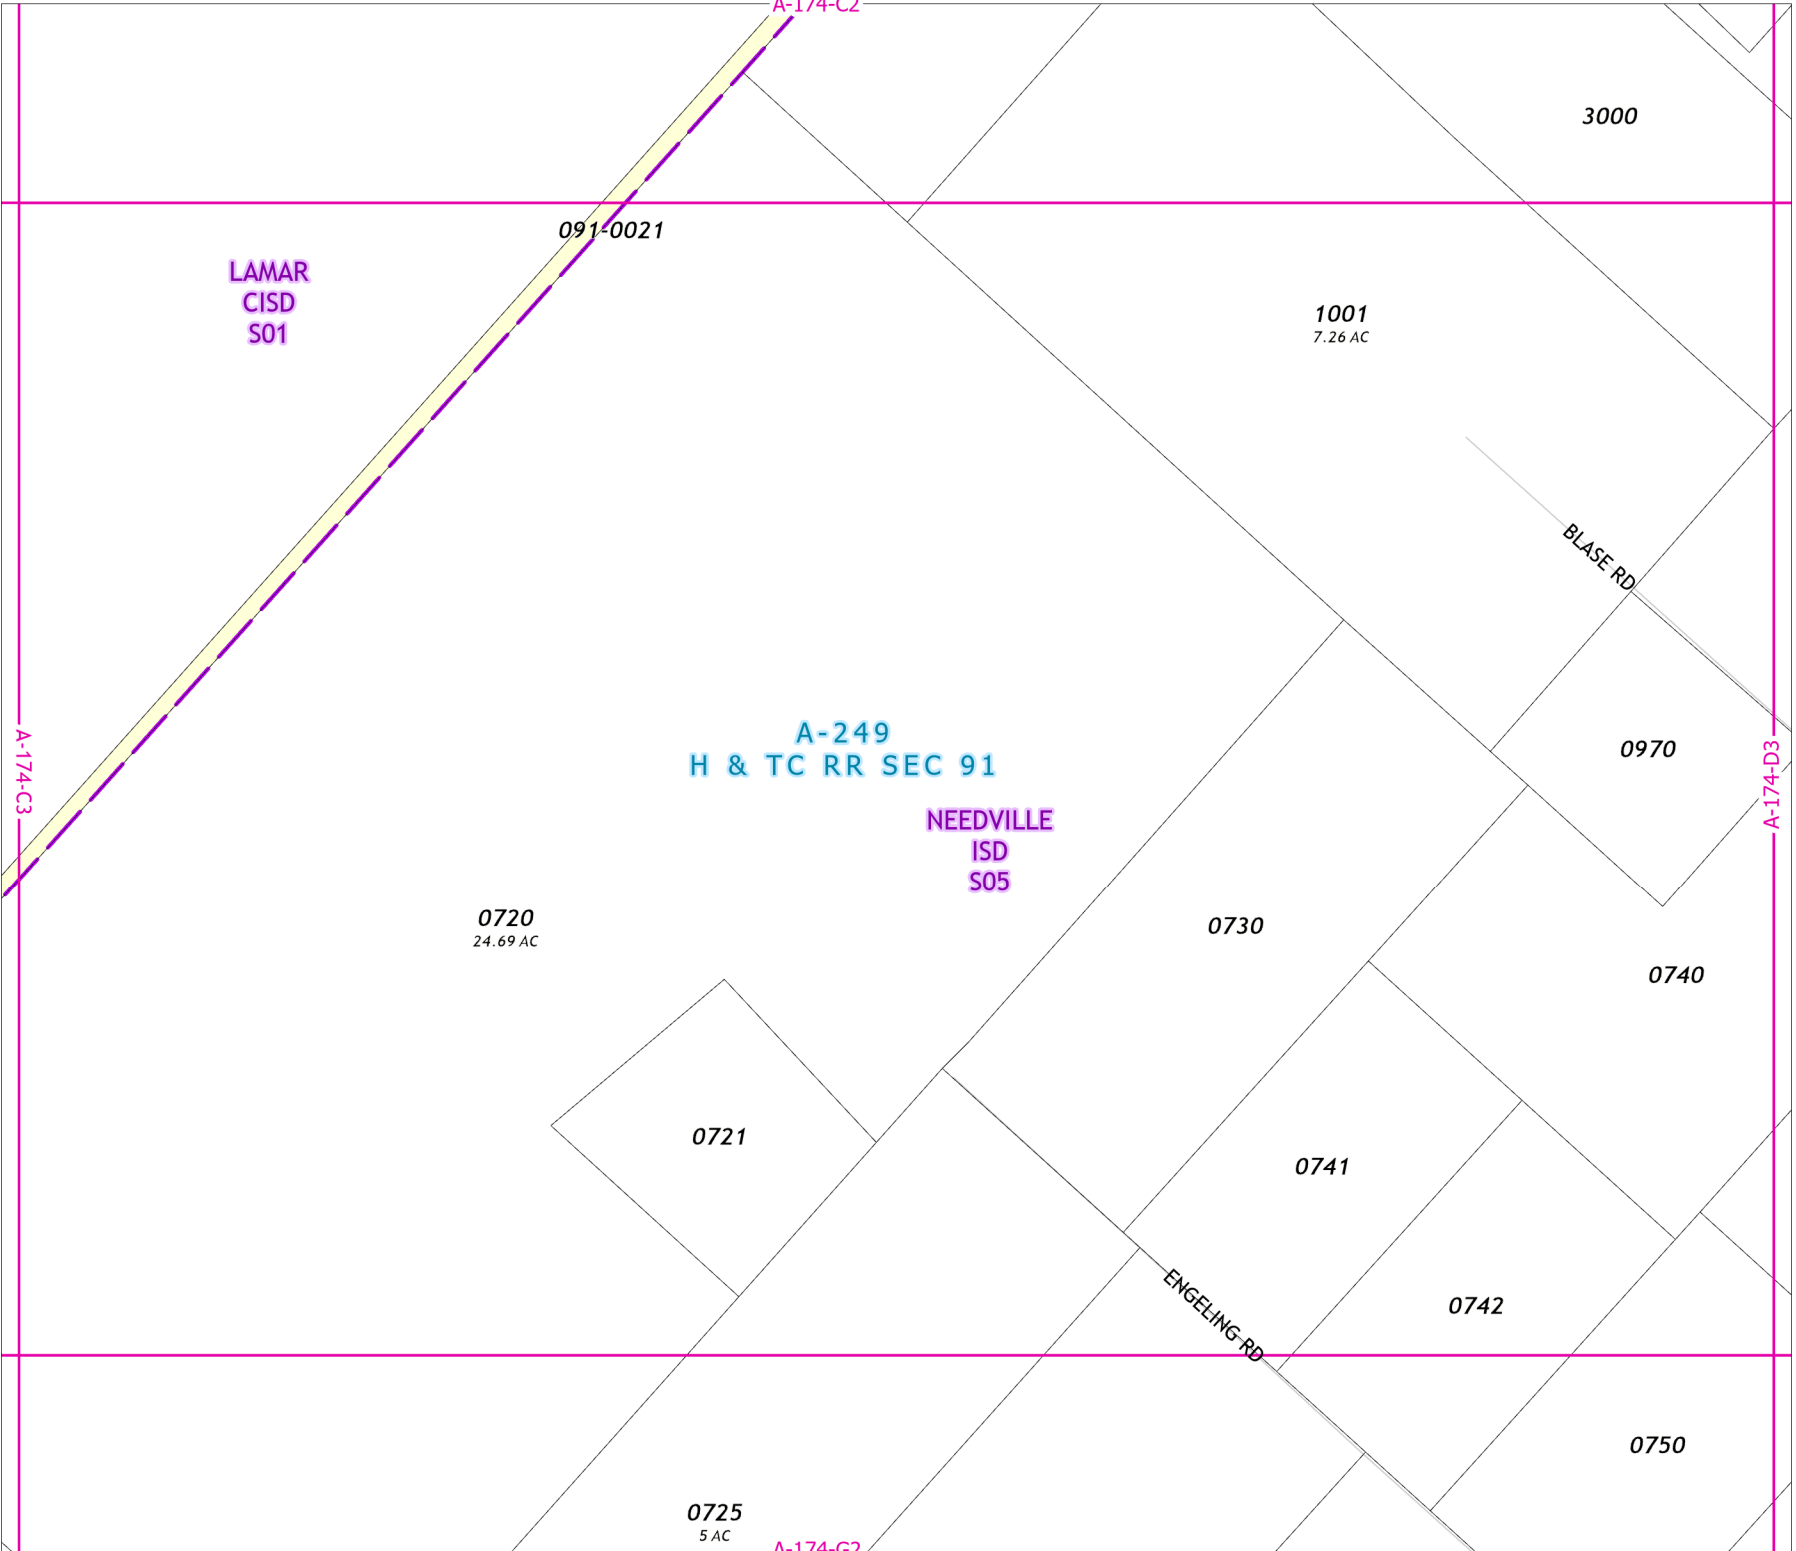 A-174-C2
3000
091-0021
LAMAR
CISD
S01
1001
7.26 AC
BLASE RD
A-249
H & TC RR SEC 91
0970
A-174-C3
A-174-D3
NEEDVILLE
ISD
S05
0720
24.69 AC
0730
0740
0721
0741
ENGELING RD
0742
0750
0725
5 AC
A-174-G2